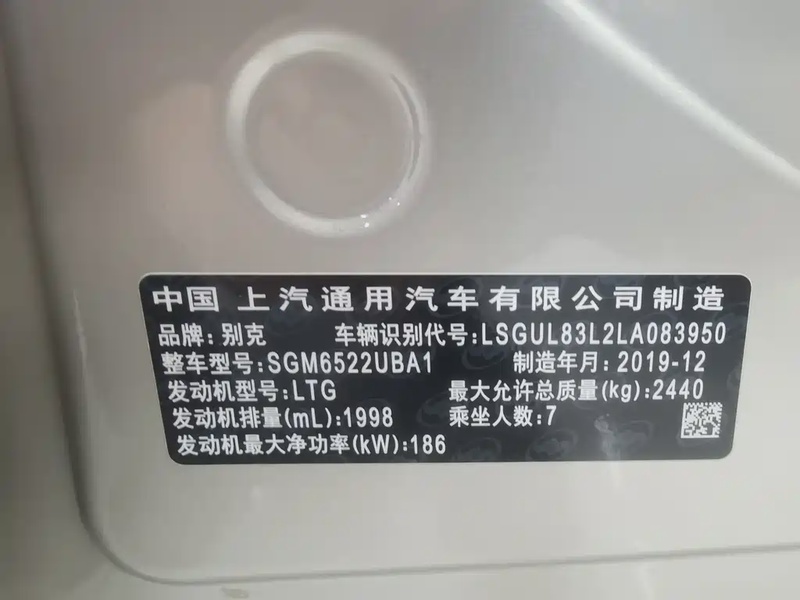 中国 上汽通用汽车有限公司制造
品牌:别克 车辆识别代号:LSGUL83L2LA083950
整车型号:SGM6522UBA1 制造年月:2019-12
发动机型号:LTG 最大允许总质量(kg):2440
发动机排量(mL):1998 乘坐人数:7
发动机最大净功率(kW):186